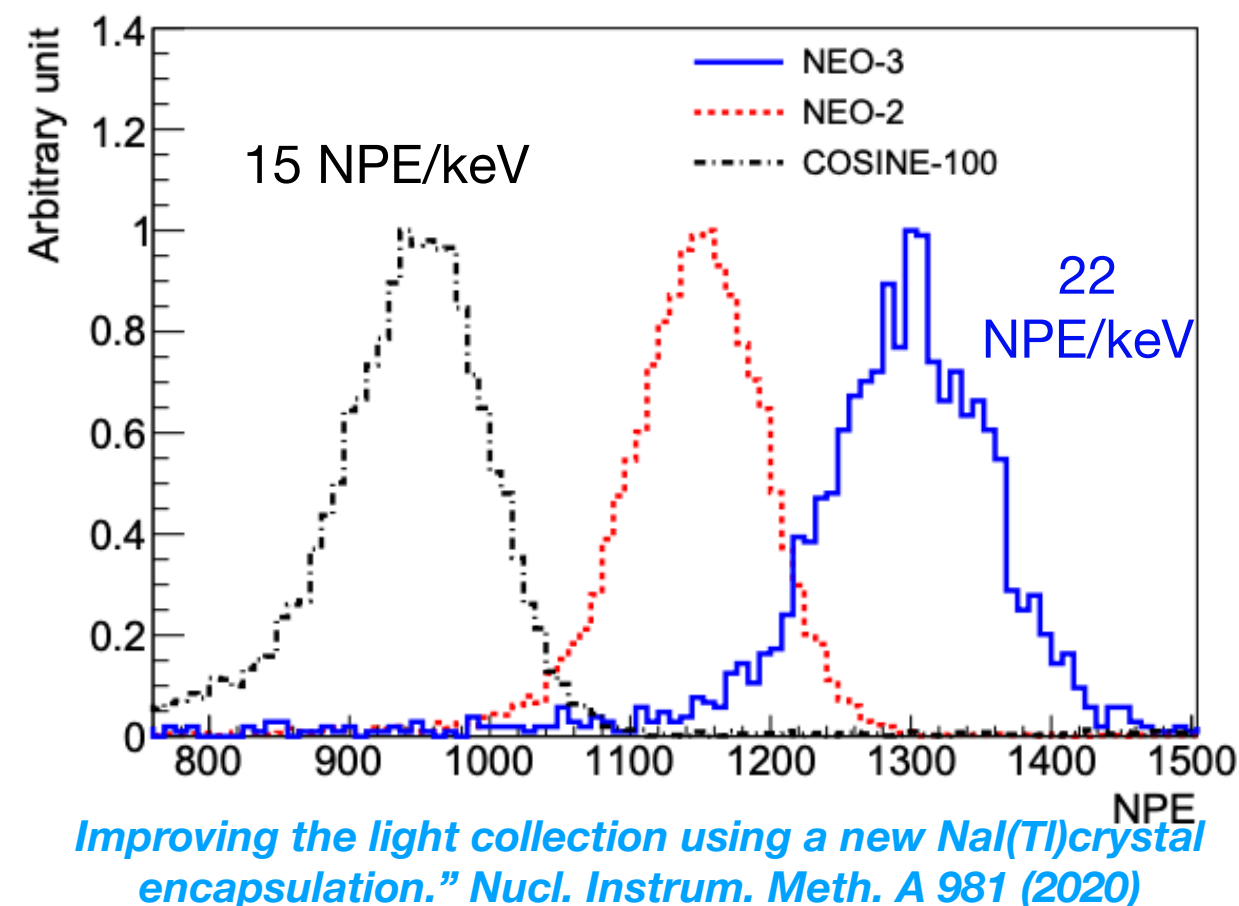 1.4
1.2
1
0.8
0.6
0.4
0.2
0
Arbitrary unit
NEO-3
NEO-2
COSINE-100
15 NPE/keV
22
NPE/keV
800 900 1000 1100 1200 1300 1400 1500
NPE
Improving the light collection using a new NaI(Tl)crystal
encapsulation.” Nucl. Instrum. Meth. A 981 (2020)